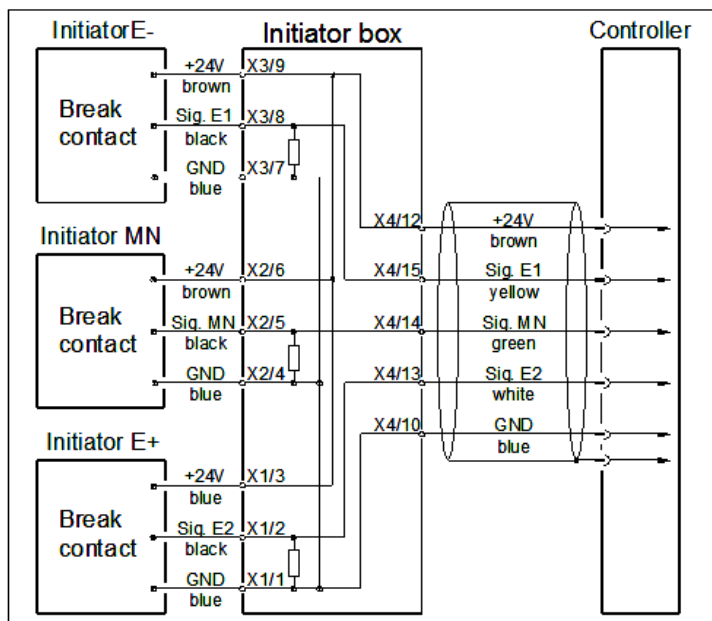 InitiatorE-
Initiator box
Controller
Break
contact
+24V
brown
X3/9
Sig. E1
black
X3/8
GND
blue
X3/7
Initiator MN
Break
contact
+24V
brown
X2/6
Sig. MN
black
X2/5
GND
blue
X2/4
Initiator E+
Break
contact
+24V
blue
X1/3
Sig. E2
black
X1/2
GND
blue
X1/1
X4/12
+24V
brown
X4/15
Sig. E1
yellow
X4/14
Sig. MN
green
X4/13
Sig. E2
white
X4/10
GND
blue